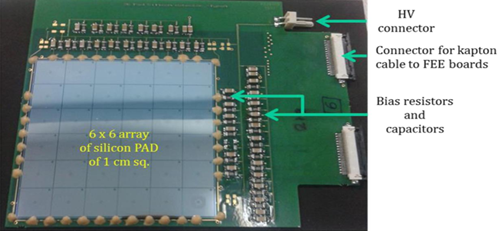 HV
connector
Connector for kapton
cable to FEE boards
Bias resistors
and
capacitors
6 x 6 array
of silicon PAD
of 1 cm sq.